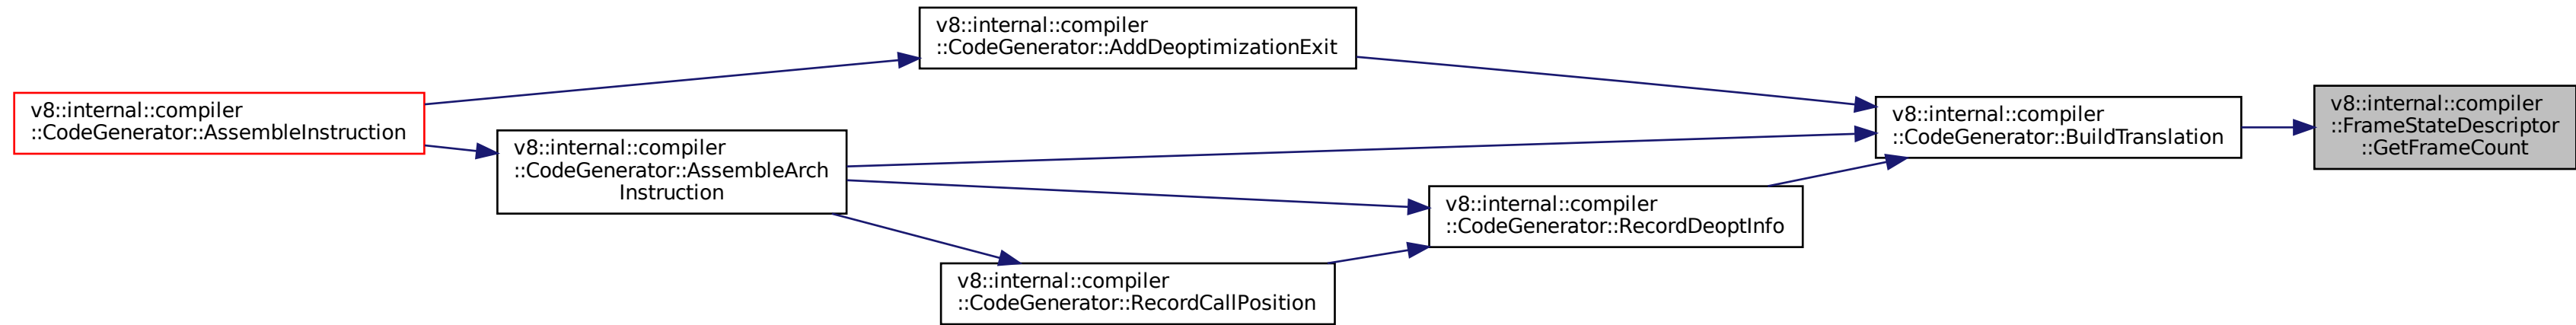 v8::internal::compiler
::CodeGenerator::AddDeoptimizationExit
v8::internal::compiler
::CodeGenerator::AssembleInstruction
v8::internal::compiler
::CodeGenerator::AssembleArch
Instruction
v8::internal::compiler
::CodeGenerator::RecordCallPosition
v8::internal::compiler
::CodeGenerator::RecordDeoptInfo
v8::internal::compiler
::CodeGenerator::BuildTranslation
v8::internal::compiler
::FrameStateDescriptor
::GetFrameCount